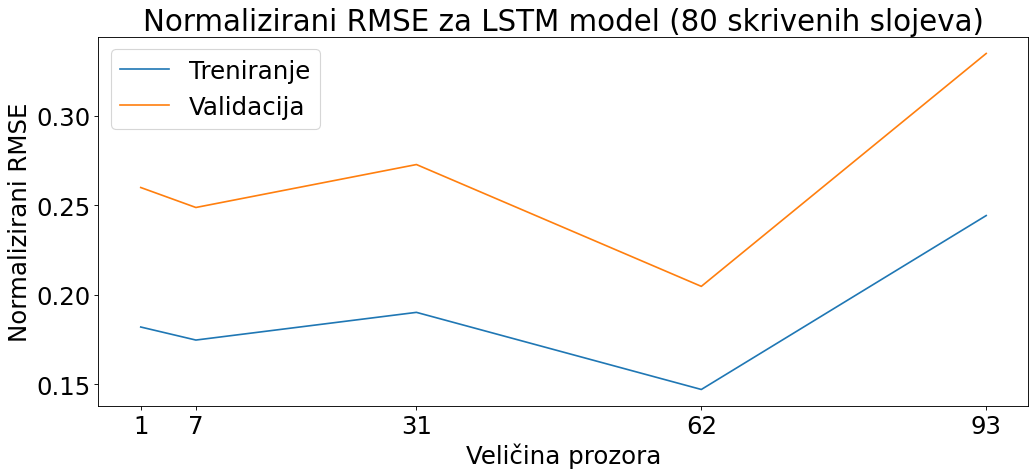 Normalizirani RMSE za LSTM model (80 skrivenih slojeva)
Treniranje
Validacija
Normalizirani RMSE
0.30
0.25
0.20
0.15
1 7 31 62 93
Veličina prozora